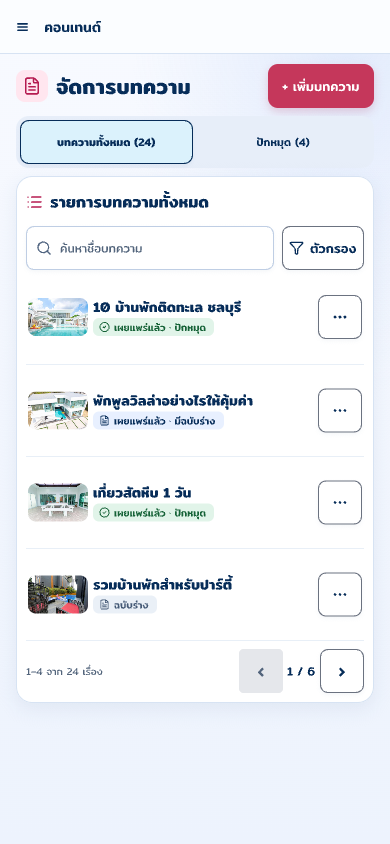 คอนเทนต์
จัดการบทความ
+ เพิ่มบทความ
บทความทั้งหมด (24)
ปักหมุด (4)
รายการบทความทั้งหมด
ค้นหาชื่อบทความ
ตัวกรอง
10 บ้านพักติดทะเล ชลบุรี
เผยแพร่แล้ว · ปักหมุด
พักพูลวิลล่าอย่างไรให้คุ้มค่า
เผยแพร่แล้ว · มีฉบับร่าง
เที่ยวสัตหีบ 1 วัน
เผยแพร่แล้ว · ปักหมุด
รวมบ้านพักสำหรับปาร์ตี้
ฉบับร่าง
1–4 จาก 24 เรื่อง
1 / 6